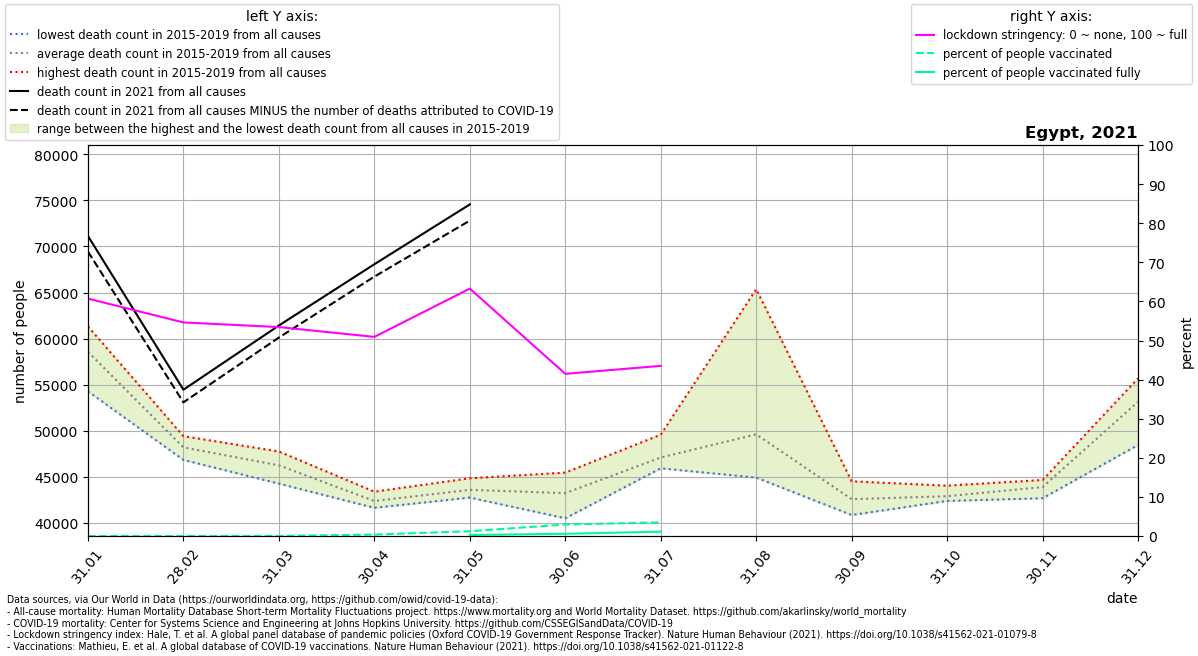 left Y axis:
lowest death count in 2015-2019 from all causes
average death count in 2015-2019 from all causes
highest death count in 2015-2019 from all causes
death count in 2021 from all causes
death count in 2021 from all causes MINUS the number of deaths attributed to COVID-19
range between the highest and the lowest death count from all causes in 2015-2019
right Y axis:
lockdown stringency: 0 ~ none, 100 ~ full
percent of people vaccinated
percent of people vaccinated fully
Egypt, 2021
number of people
80000
75000
70000
65000
60000
55000
50000
45000
40000
100
90
80
70
60
50
40
30
20
10
0
percent
31.01
28.02
31.03
30.04
31.05
30.06
31.07
31.08
30.09
31.10
30.11
31.12
date
Data sources, via Our World in Data (https://ourworldindata.org, https://github.com/owid/covid-19-data):
- All-cause mortality: Human Mortality Database Short-term Mortality Fluctuations project. https://www.mortality.org and World Mortality Dataset. https://github.com/akarlinsky/world_mortality
- COVID-19 mortality: Center for Systems Science and Engineering at Johns Hopkins University. https://github.com/CSSEGISandData/COVID-19
- Lockdown stringency index: Hale, T. et al. A global panel database of pandemic policies (Oxford COVID-19 Government Response Tracker). Nature Human Behaviour (2021). https://doi.org/10.1038/s41562-021-01079-8
- Vaccinations: Mathieu, E. et al. A global database of COVID-19 vaccinations. Nature Human Behaviour (2021). https://doi.org/10.1038/s41562-021-01122-8